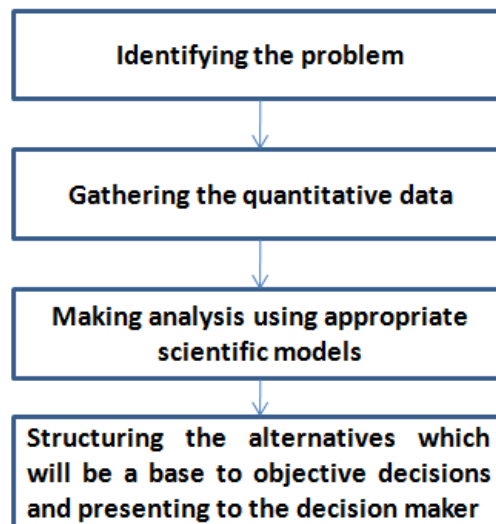 Identifying the problem
Gathering the quantitative data
Making analysis using appropriate
scientific models
Structuring the alternatives which
will be a base to objective decisions
and presenting to the decision maker